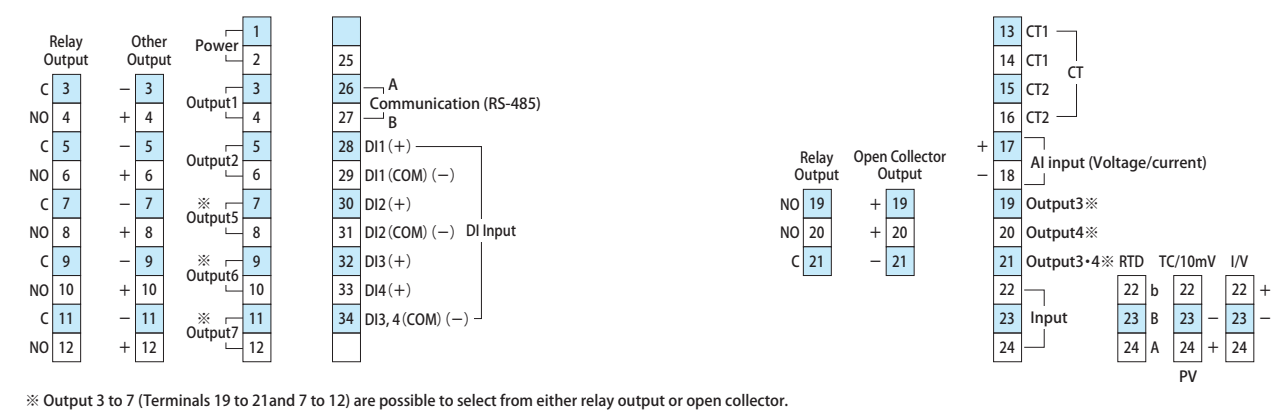 Relay Output
C 3
NO 4
C 5
NO 6
C 7
NO 8
C 9
NO 10
C 11
NO 12
Other Output
− 3
+ 4
− 5
+ 6
− 7
+ 8
− 9
+ 10
− 11
+ 12
Power
1
2
Output1
3
4
Output2
5
6
※
Output5
7
8
※
Output6
9
10
※
Output7
11
12
25
26 A
Communication (RS-485)
27 B
28 DI1(+)
29 DI1(COM)(−)
30 DI2(+)
31 DI2(COM)(−) DI Input
32 DI3(+)
33 DI4(+)
34 DI3, 4(COM)(−)
Relay Output
NO 19
NO 20
C 21
Open Collector Output
+ 19
+ 20
− 21
13 CT1
14 CT1
CT
15 CT2
16 CT2
+ 17
AI input (Voltage/current)
− 18
19 Output3※
20 Output4※
21 Output3・4※
22
23 Input
24
RTD
22 b
23 B
24 A
TC/10mV
22
23 −
24 +
PV
I/V
22 +
23 −
24
※ Output 3 to 7 (Terminals 19 to 21and 7 to 12) are possible to select from either relay output or open collector.